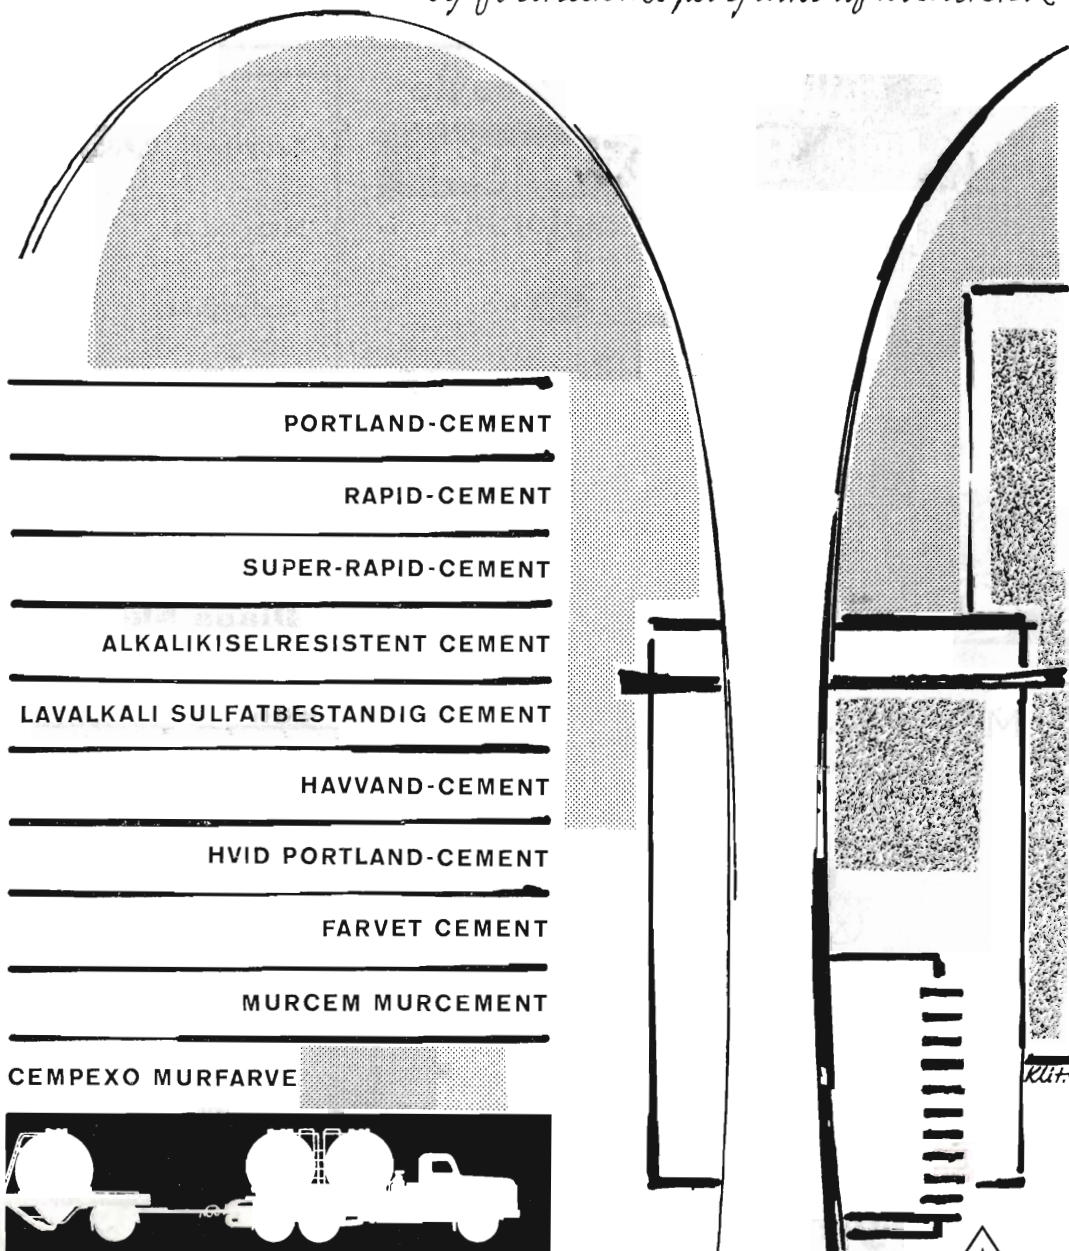 PORTLAND-CEMENT
RAPID-CEMENT
SUPER-RAPID-CEMENT
ALKALIKISELRESISTENT CEMENT
LAVALKALI SULFATBESTANDIG CEMENT
HAVVAND-CEMENT
HVID PORTLAND-CEMENT
FARVET CEMENT
MURCEM MURCEMENT
CEMPEXO MURFARVE
Klit.